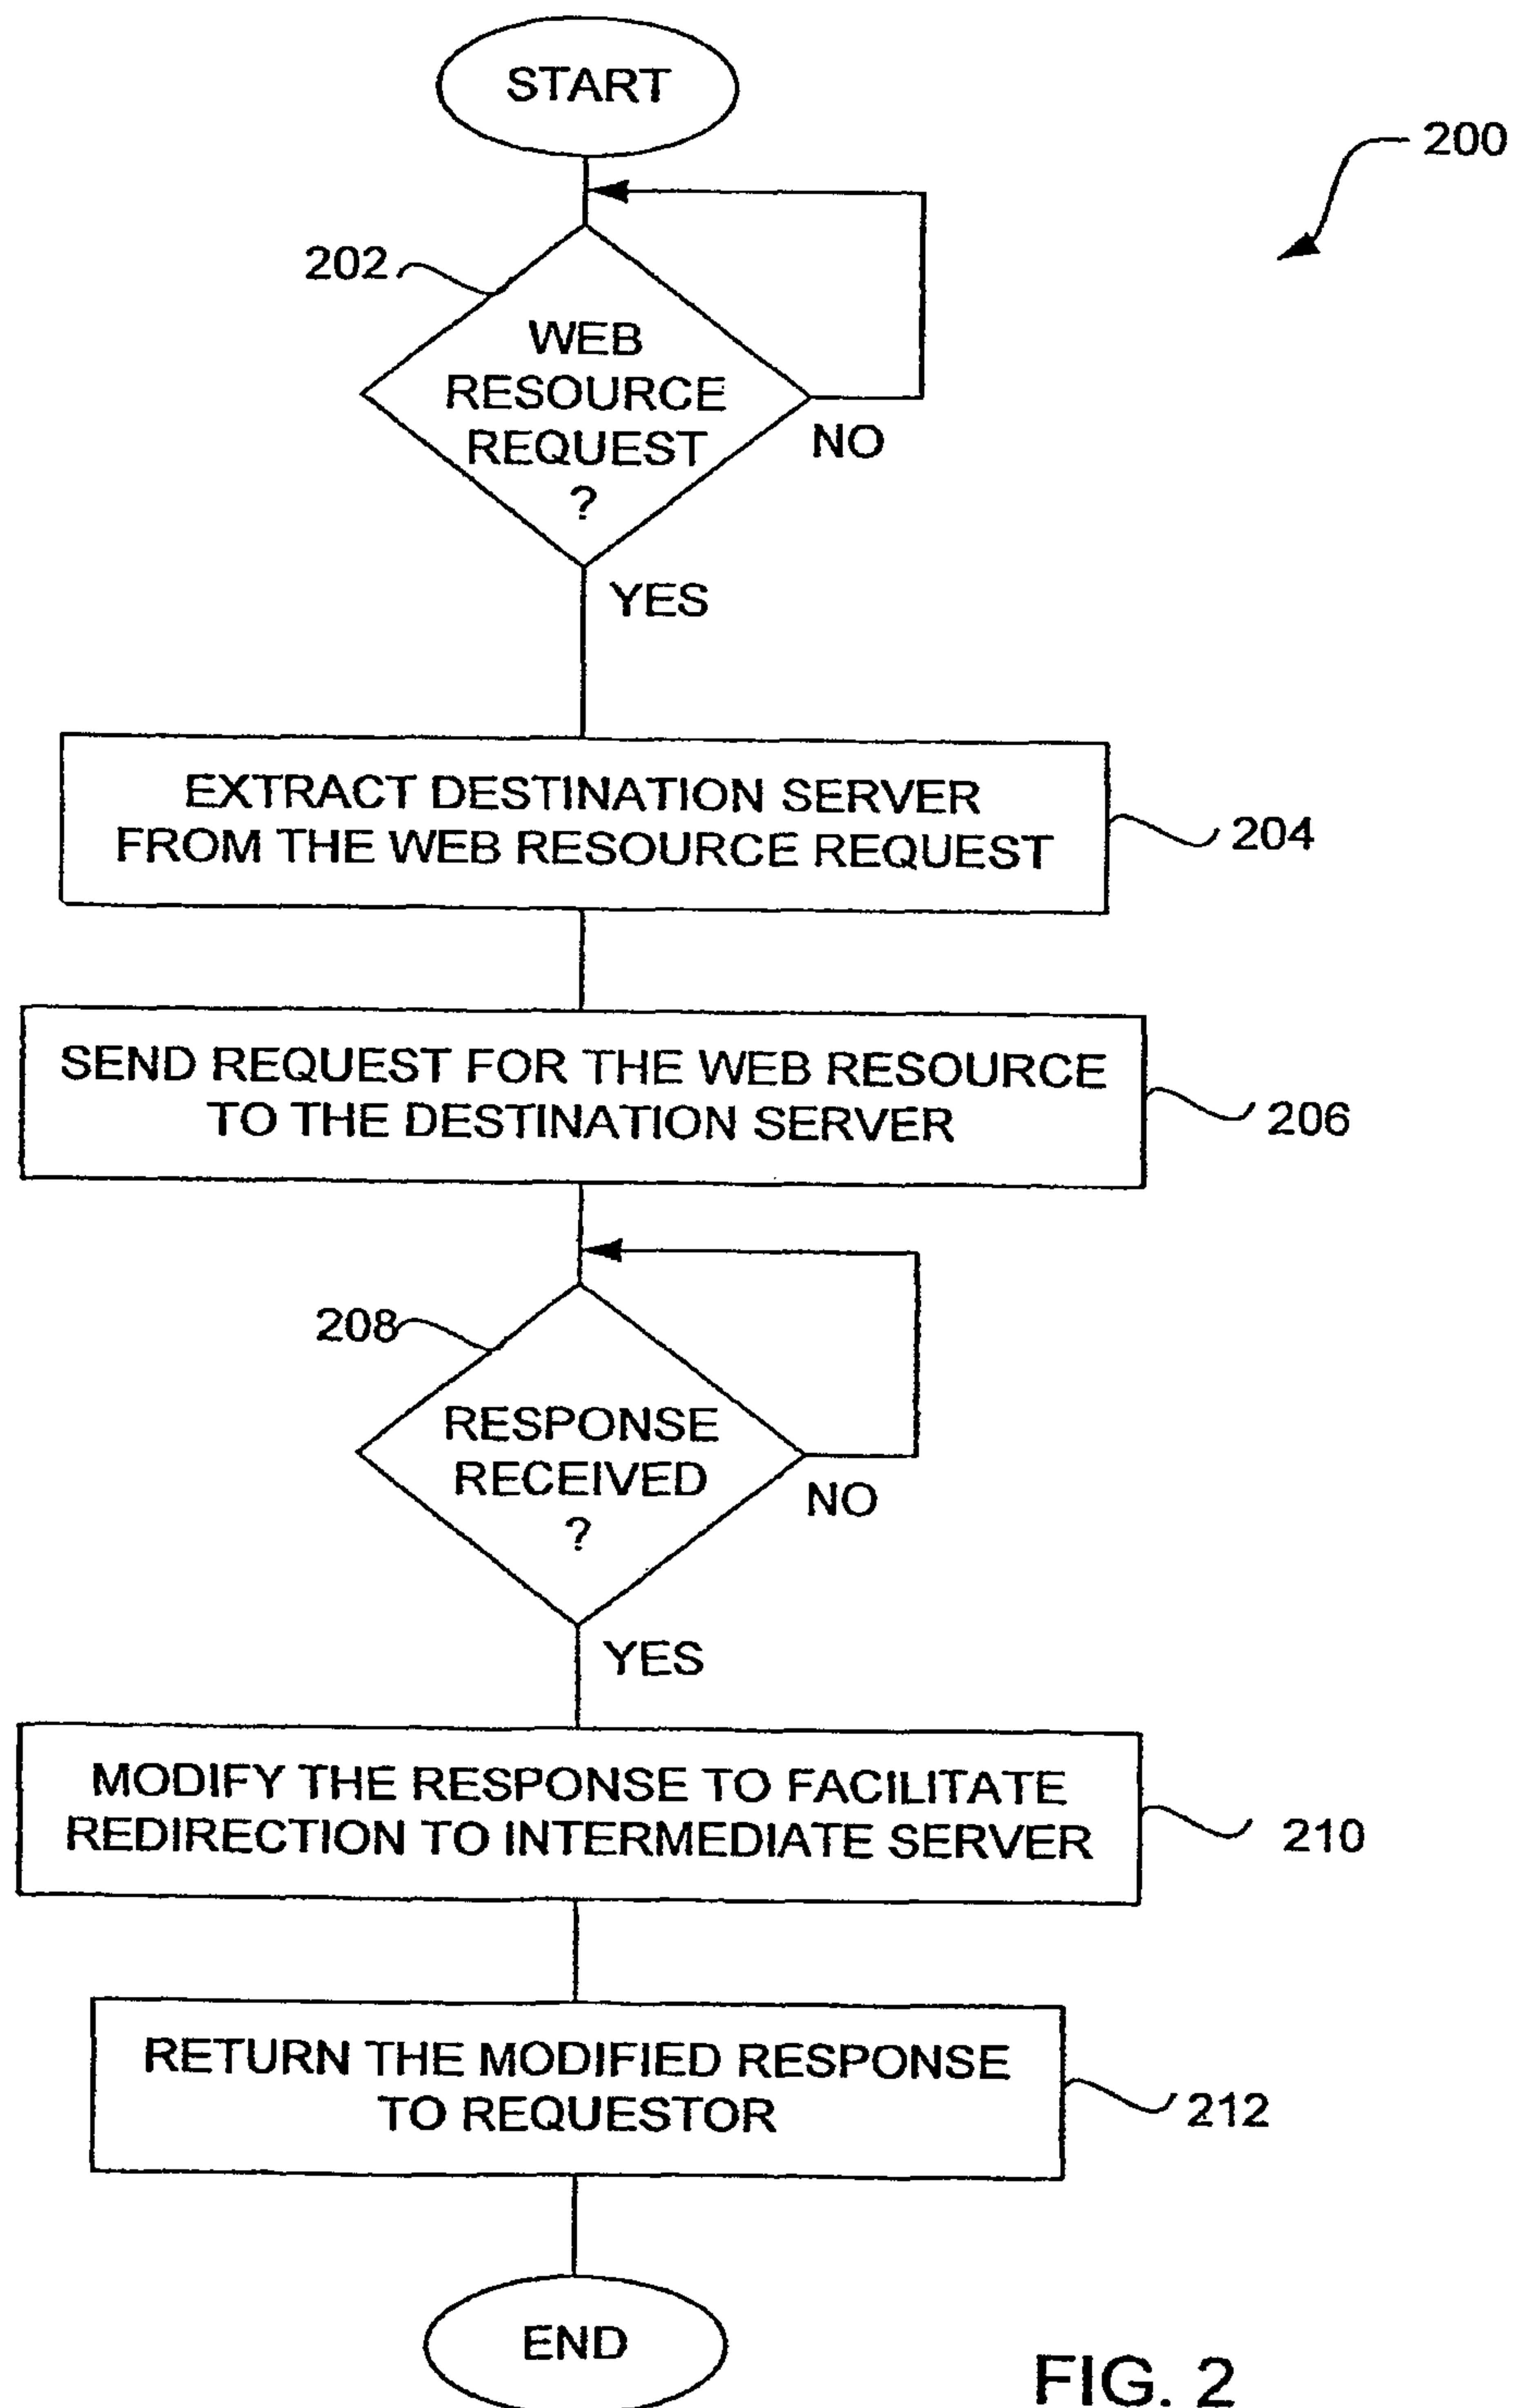 START
200
202
WEB
RESOURCE
REQUEST
?
NO
YES
EXTRACT DESTINATION SERVER
FROM THE WEB RESOURCE REQUEST
204
SEND REQUEST FOR THE WEB RESOURCE
TO THE DESTINATION SERVER
206
208
RESPONSE
RECEIVED
?
NO
YES
MODIFY THE RESPONSE TO FACILITATE
REDIRECTION TO INTERMEDIATE SERVER
210
RETURN THE MODIFIED RESPONSE
TO REQUESTOR
212
END
FIG. 2